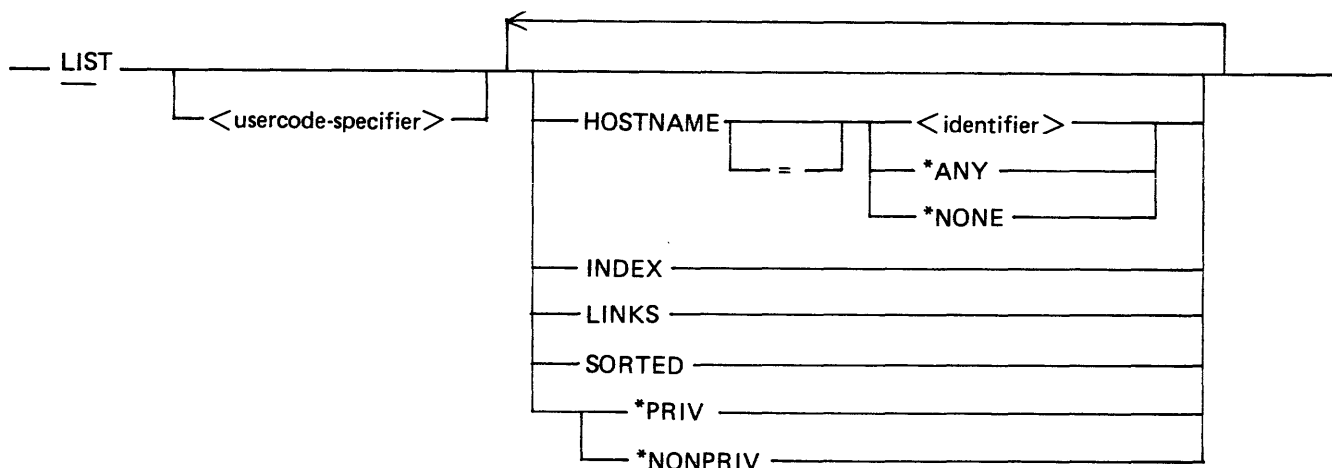 LIST
<usercode-specifier>
HOSTNAME
=
<identifier>
*ANY
*NONE
INDEX
LINKS
SORTED
*PRIV
*NONPRIV